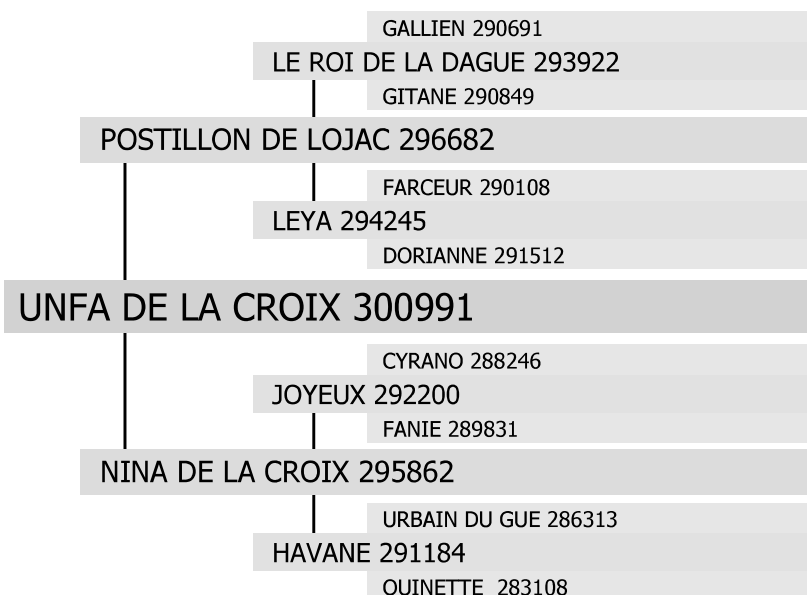 GALLIEN 290691
LE ROI DE LA DAGUE 293922
GITANE 290849
POSTILLON DE LOJAC 296682
FARCEUR 290108
LEYA 294245
DORIANNE 291512
UNFA DE LA CROIX 300991
CYRANO 288246
JOYEUX 292200
FANIE 289831
NINA DE LA CROIX 295862
URBAIN DU GUE 286313
HAVANE 291184
OUINETTE 283108